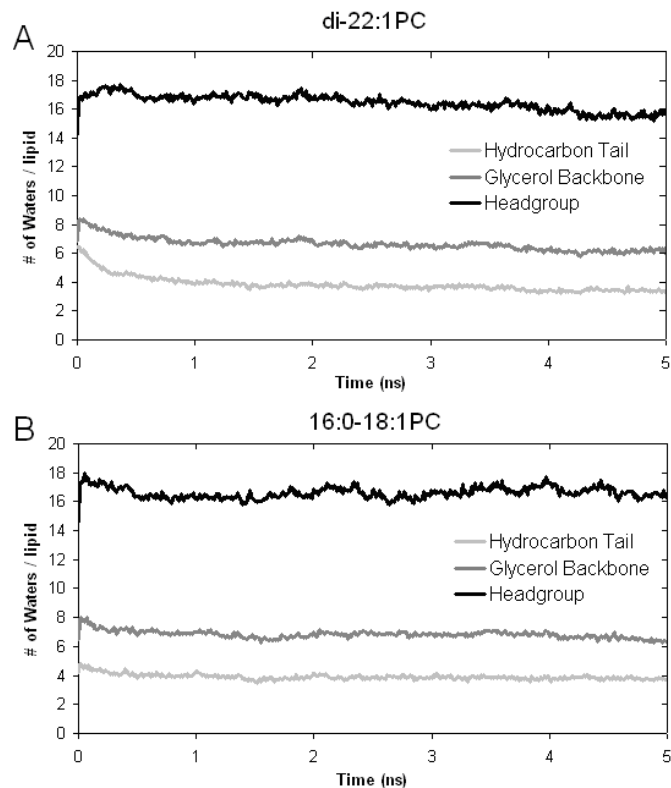 A
di-22:1PC
20
18
16
14
12
10
8
6
4
2
0
# of Waters / lipid
Hydrocarbon Tail
Glycerol Backbone
Headgroup
0 1 2 3 4 5
Time (ns)
B
16:0-18:1PC
20
18
16
14
12
10
8
6
4
2
0
# of Waters / lipid
Hydrocarbon Tail
Glycerol Backbone
Headgroup
0 1 2 3 4 5
Time (ns)